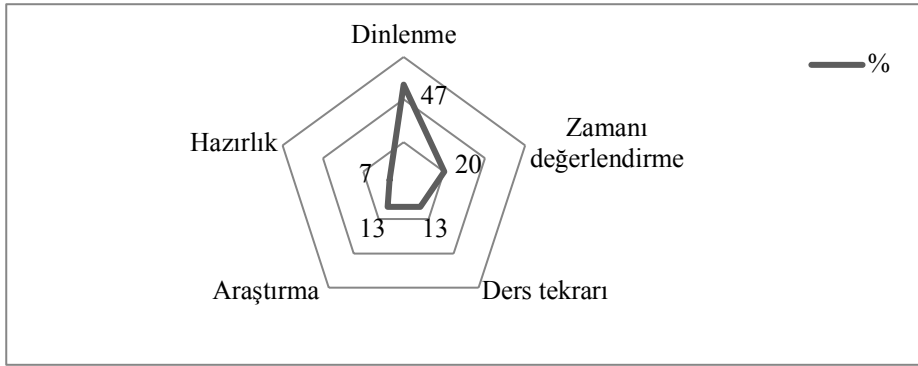 Dinlenme
%
47
Zamanı
değerlendirme
Hazırlık
7
20
13
13
Araştırma
Ders tekrarı